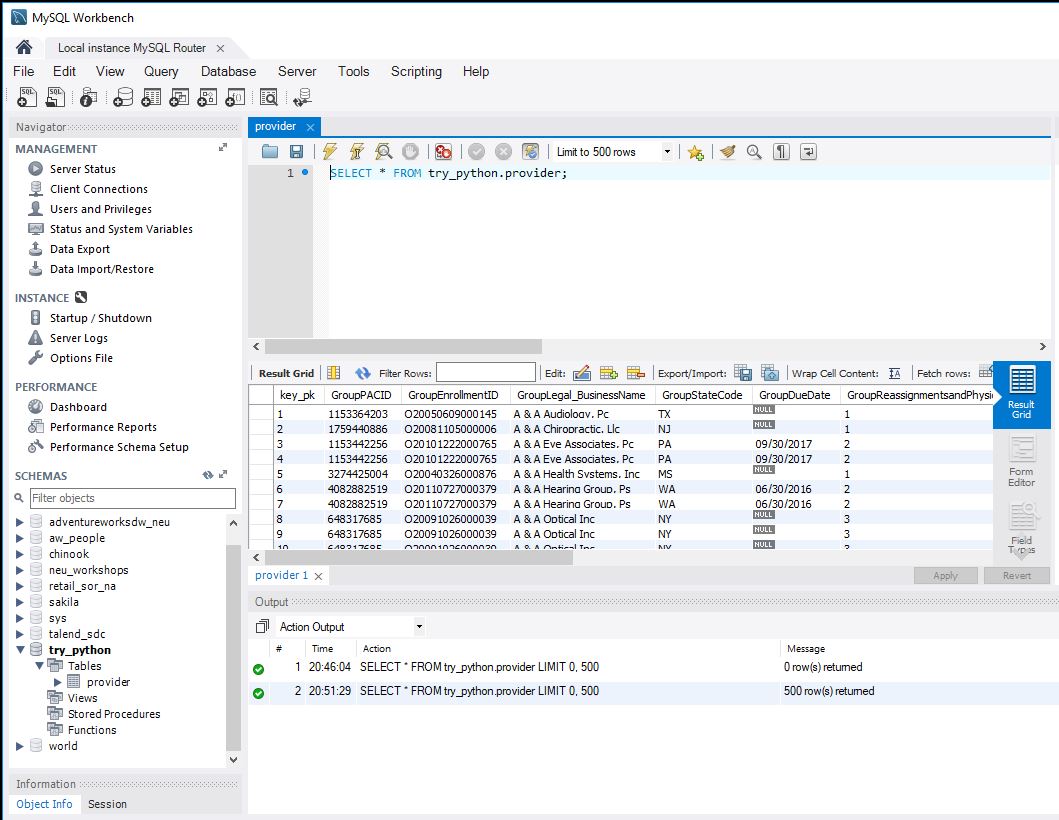 MySQL Workbench
Local instance MySQL Router
File Edit View Query Database Server Tools Scripting Help
SQL SQL
Navigator
MANAGEMENT
Server Status
Client Connections
Users and Privileges
Status and System Variables
Data Export
Data Import/Restore
INSTANCE
Startup / Shutdown
Server Logs
Options File
PERFORMANCE
Dashboard
Performance Reports
Performance Schema Setup
SCHEMAS
Filter objects
adventureworksdw_neu
aw_people
chinook
neu_workshops
retail_sor_na
sakila
sys
talend_sdc
try_python
Tables
provider
Views
Stored Procedures
Functions
world
Information
Object Info Session
provider
Limit to 500 rows
1 SELECT * FROM try_python.provider;
Result Grid Filter Rows: Edit: Export/Import: Wrap Cell Content: Fetch rows:
key_pk GroupPACID GroupEnrollmentID GroupLegal_BusinessName GroupStateCode GroupDueDate GroupReassignmentsandPhysic
1 1153364203 O20050609000145 A & A Audiology, Pc TX NULL 1
2 1759440886 O20081105000006 A & A Chiropractic, Llc NJ NULL 1
3 1153442256 O20101222000765 A & A Eye Associates, Pc PA 09/30/2017 2
4 1153442256 O20101222000765 A & A Eye Associates, Pc PA 09/30/2017 2
5 3274425004 O20040326000876 A & A Health Systems, Inc MS NULL 1
6 4082882519 O20110727000379 A & A Hearing Group, Ps WA 06/30/2016 2
7 4082882519 O20110727000379 A & A Hearing Group, Ps WA 06/30/2016 2
8 648317685 O20091026000039 A & A Optical Inc NY NULL 3
9 648317685 O20091026000039 A & A Optical Inc NY NULL 3
10 648317685 O20091026000039 A & A Optical Inc NY NULL 3
Result
Grid
Form
Editor
Field
Types
provider 1
Apply Revert
Output
Action Output
# Time Action Message
1 20:46:04 SELECT * FROM try_python.provider LIMIT 0, 500 0 row(s) returned
2 20:51:29 SELECT * FROM try_python.provider LIMIT 0, 500 500 row(s) returned